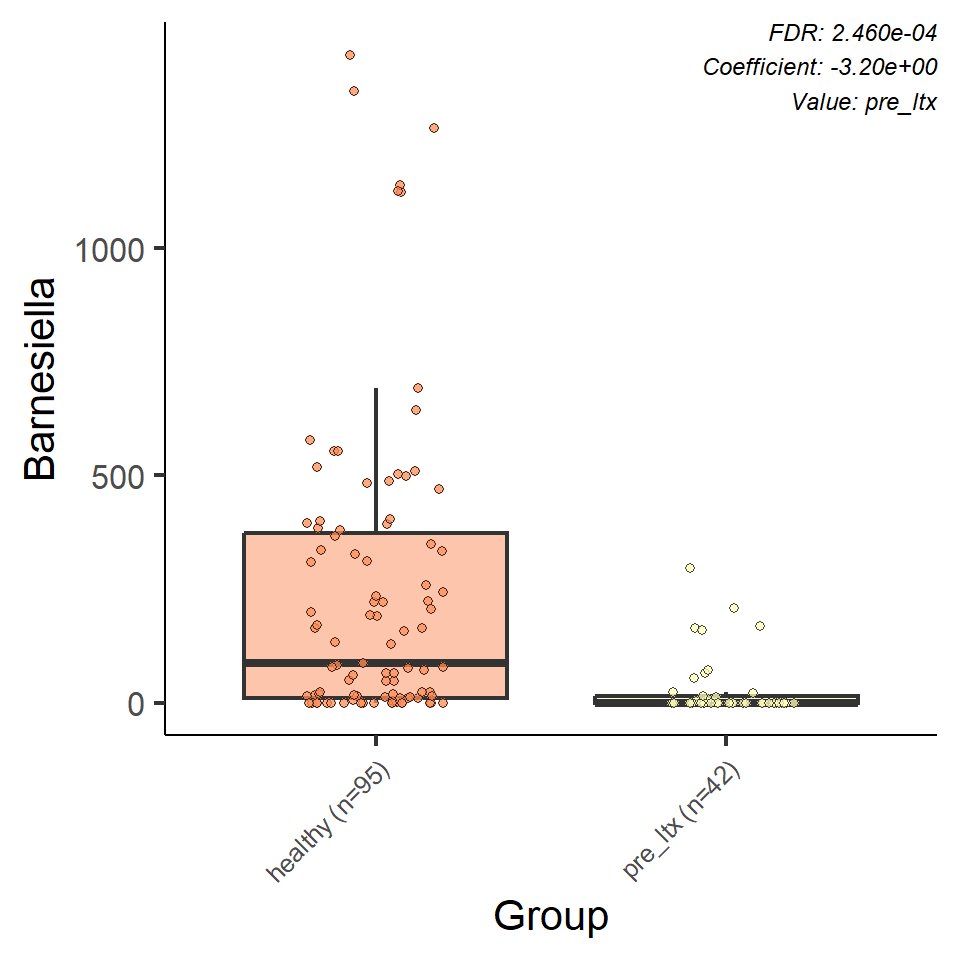 FDR: 2.460e-04
Coefficient: -3.20e+00
Value: pre_ltx
Barnesiella
1000
500
0
healthy (n=95)
pre_ltx (n=42)
Group